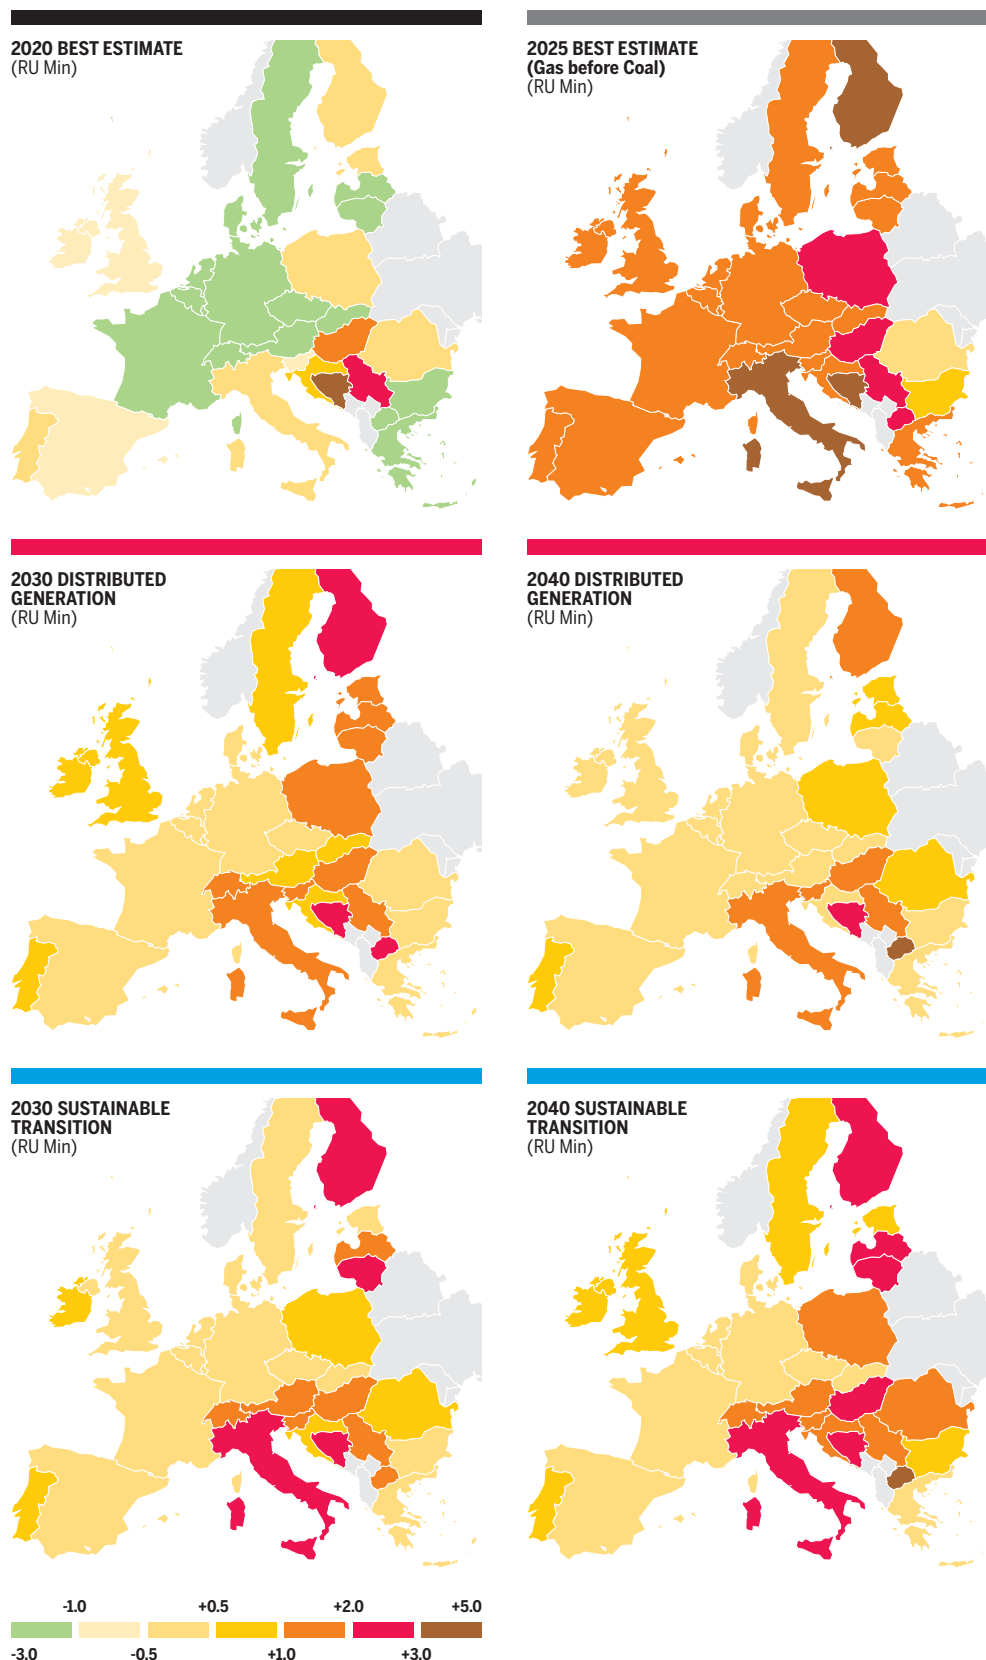 2020 BEST ESTIMATE
(RU Min)
2025 BEST ESTIMATE
(Gas before Coal)
(RU Min)
2030 DISTRIBUTED
GENERATION
(RU Min)
2040 DISTRIBUTED
GENERATION
(RU Min)
2030 SUSTAINABLE
TRANSITION
(RU Min)
2040 SUSTAINABLE
TRANSITION
(RU Min)
-1.0 +0.5 +2.0 +5.0
-3.0 -0.5 +1.0 +3.0